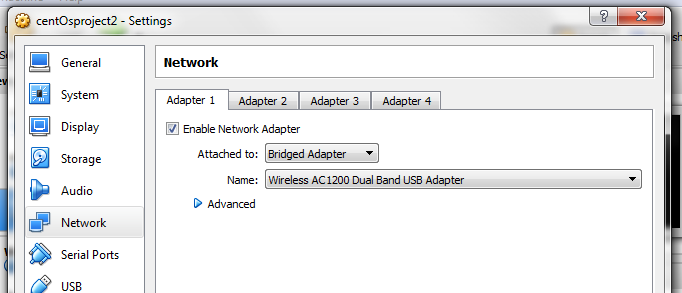 centOsproject2 - Settings
General
System
Display
Storage
Audio
Network
Serial Ports
USB
Network
Adapter 1 Adapter 2 Adapter 3 Adapter 4
Enable Network Adapter
Attached to: Bridged Adapter
Name: Wireless AC1200 Dual Band USB Adapter
Advanced